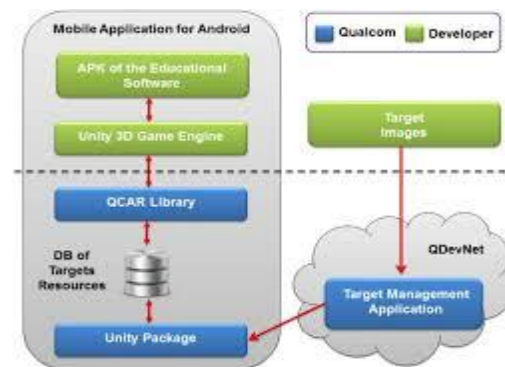 Mobile Application for Android
Qualcom
Developer
APK of the Educational
Software
Unity 3D Game Engine
Target
Images
QCAR Library
DB of
Targets
Resources
QDevNet
Target Management
Application
Unity Package